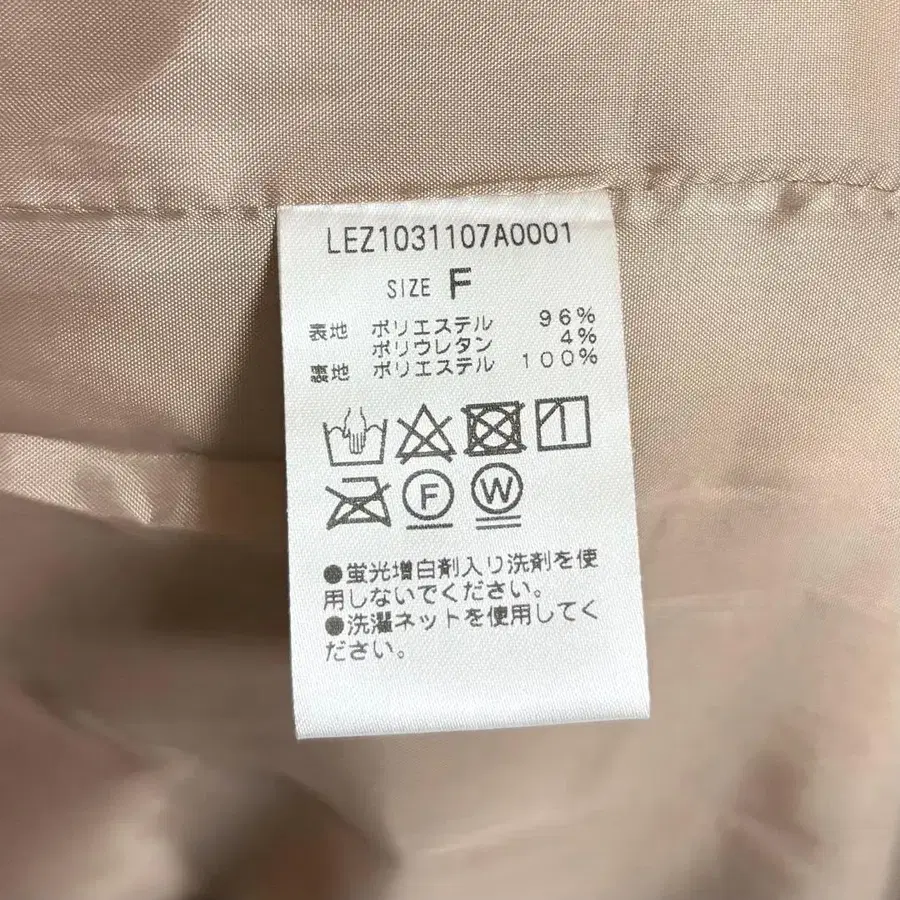 LEZ1031107A0001
SIZE F
表地 ポリエステル 96%
ポリウレタン 4%
裏地 ポリエステル 100%
F W
●蛍光増白剤入り洗剤を使
用しないでください。
●洗濯ネットを使用してく
ださい。